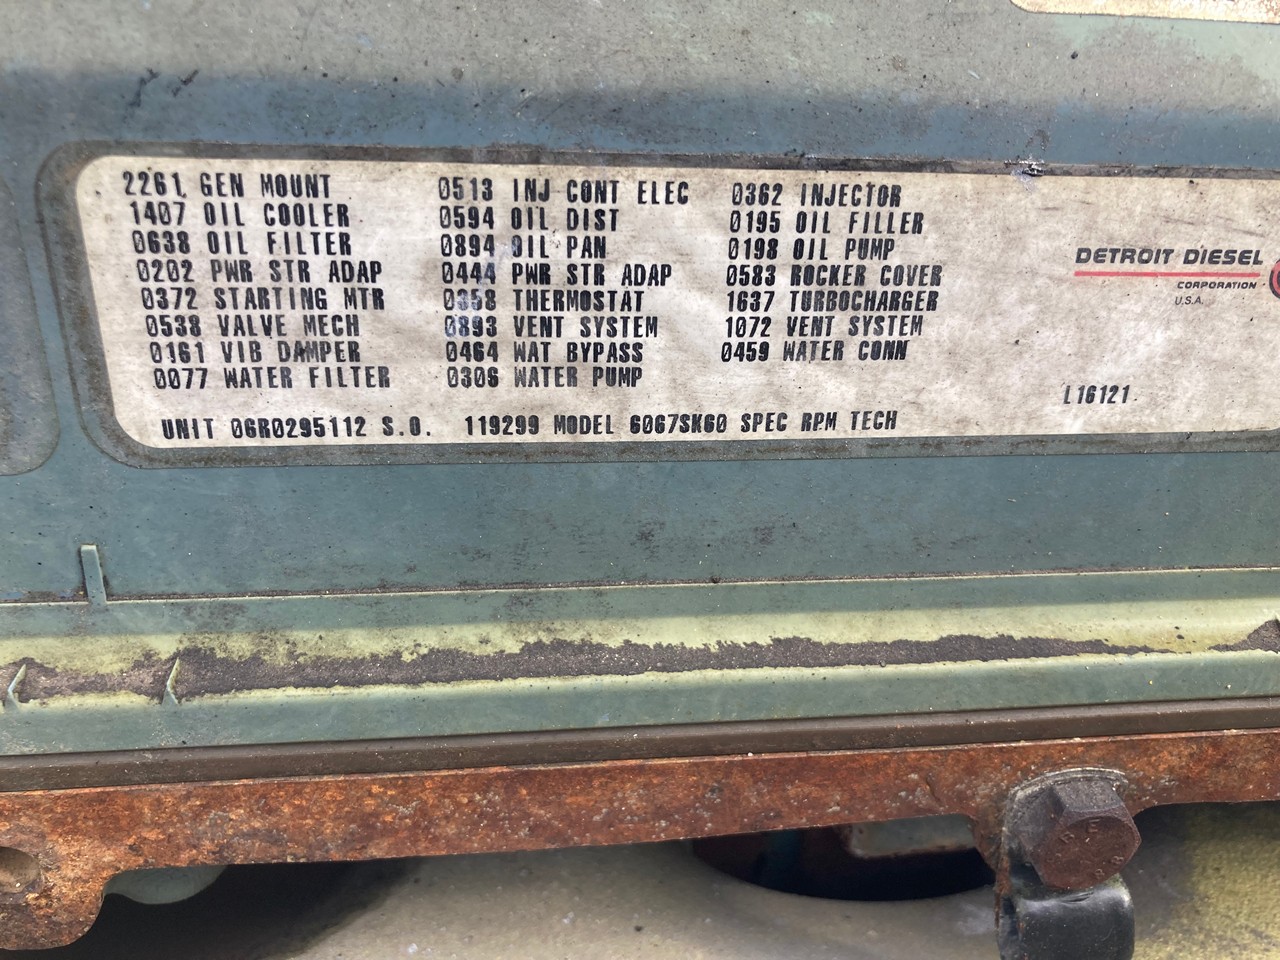 2261 GEN MOUNT 0513 INJ CONT ELEC 0362 INJECTOR
1407 OIL COOLER 0594 OIL DIST 0195 OIL FILLER
0638 OIL FILTER 0894 OIL PAN 0198 OIL PUMP
0202 PWR STR ADAP 0444 PWR STR ADAP 0583 ROCKER COVER
0372 STARTING MTR 0358 THERMOSTAT 1637 TURBOCHARGER
0538 VALVE MECH 0893 VENT SYSTEM 1072 VENT SYSTEM
0161 VIB DAMPER 0464 WAT BYPASS 0459 WATER CONN
0077 WATER FILTER 0306 WATER PUMP
UNIT 06R0295112 S.O. 119299 MODEL 6067SK60 SPEC RPM TECH
DETROIT DIESEL
CORPORATION
U.S.A.
L16121